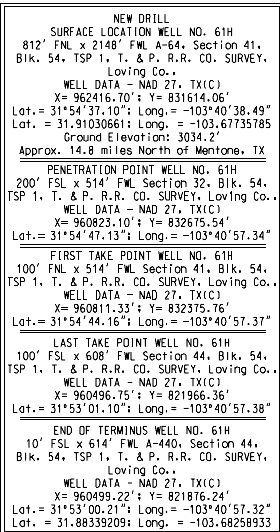 NEW DRILL
SURFACE LOCATION WELL NO. 61H
812' FNL x 2148' FWL A-64, Section 41,
Blk. 54, TSP 1, T. & P. R.R. CO. SURVEY,
Loving Co.,
WELL DATA - NAD 27, TX(C)
X= 962416.70'; Y= 831614.06'
Lat.= 31°54'37.10"; Long.= -103°40'38.49"
Lat. = 31.91030661; Long.= -103.67735785
Ground Elevation: 3034.2'
Approx. 14.8 miles North of Mentone, TX
PENETRATION POINT WELL NO. 61H
200' FSL x 514' FWL Section 32, Blk. 54,
TSP 1, T. & P. R.R. CO. SURVEY, Loving Co.,
WELL DATA - NAD 27, TX(C)
X= 960823.10'; Y= 832675.54'
Lat.= 31°54'47.13"; Long.= -103°40'57.34"
FIRST TAKE POINT WELL NO. 61H
100' FNL x 514' FWL Section 41, Blk. 54,
TSP 1, T. & P. R.R. CO. SURVEY, Loving Co.,
WELL DATA - NAD 27, TX(C)
X= 960811.33'; Y= 832375.76'
Lat.= 31°54'44.16"; Long.= -103°40'57.37"
LAST TAKE POINT WELL NO. 61H
100' FSL x 608' FWL Section 44, Blk. 54,
TSP 1, T. & P. R.R. CO. SURVEY, Loving Co.,
WELL DATA - NAD 27, TX(C)
X= 960496.75'; Y= 821966.36'
Lat.= 31°53'01.10"; Long.= -103°40'57.38"
END OF TERMINUS WELL NO. 61H
10' FSL x 614' FWL A-440, Section 44,
Blk. 54, TSP 1, T. & P. R.R. CO. SURVEY,
Loving Co.,
WELL DATA - NAD 27, TX(C)
X= 960499.22'; Y= 821876.24'
Lat.= 31°53'00.21"; Long.= -103°40'57.32"
Lat. = 31.88339209; Long. = -103.68258933